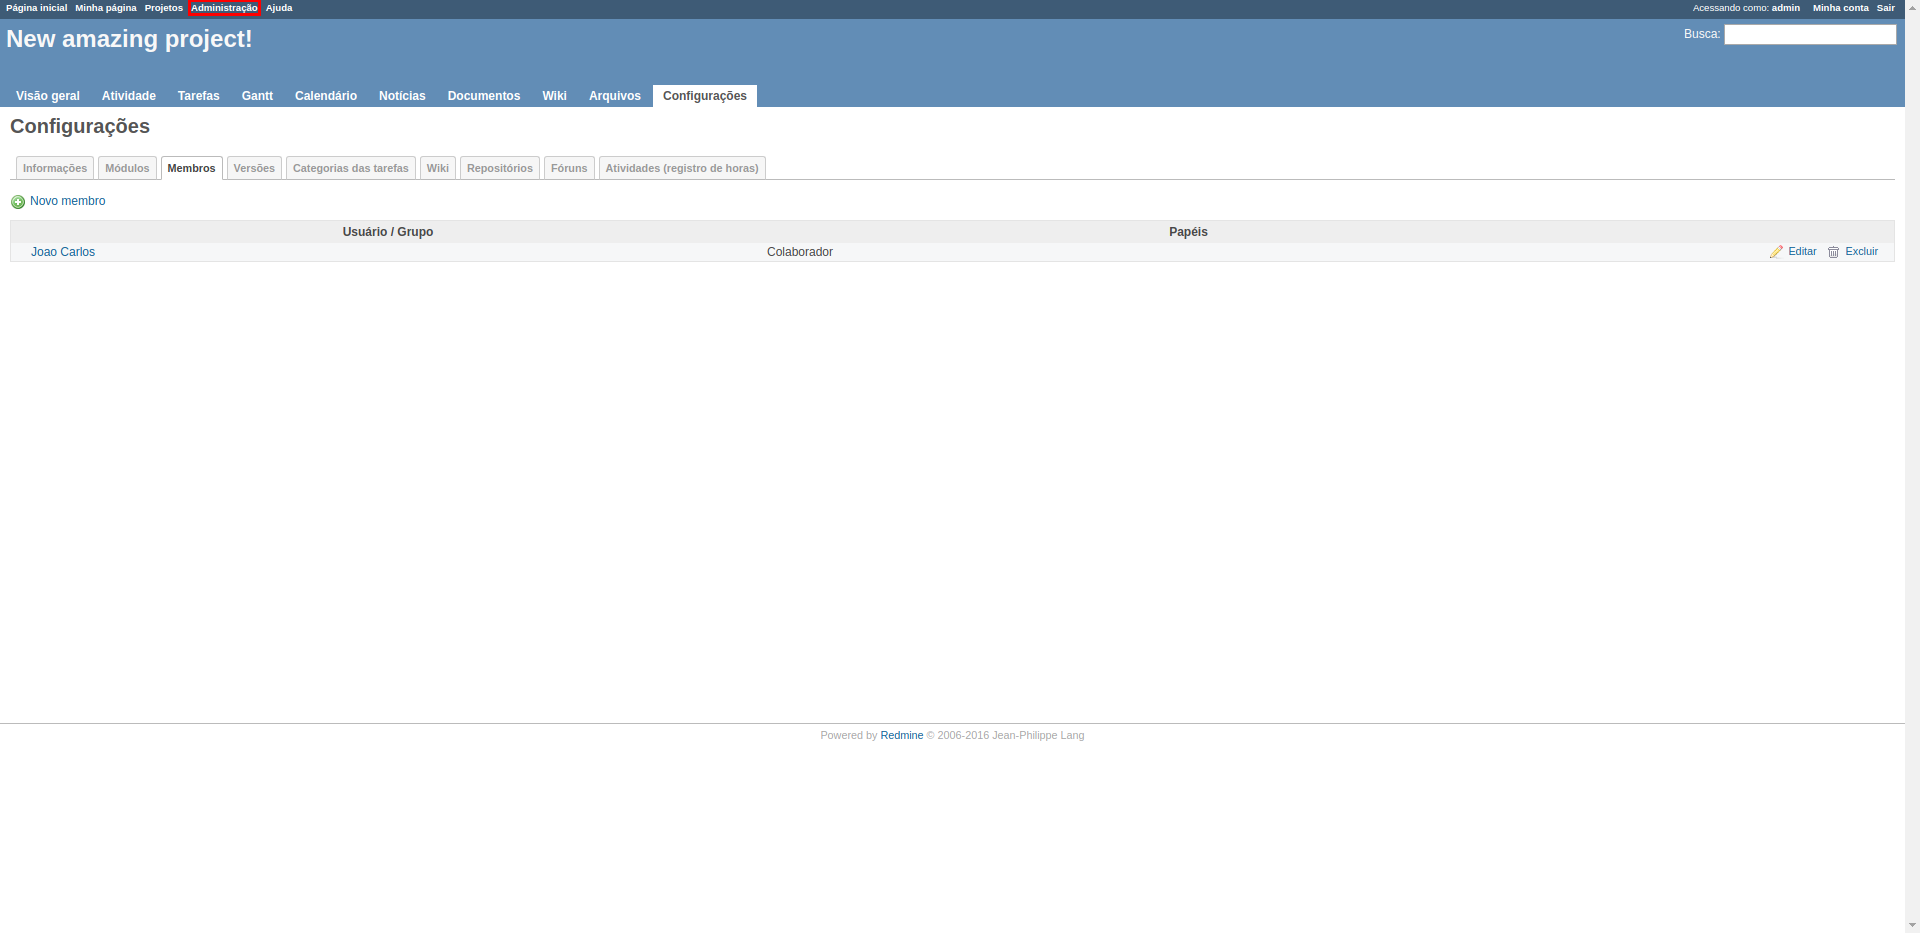 Página inicial Minha página Projetos Administração Ajuda Acessando como: admin Minha conta Sair
New amazing project! Busca:
Visão geral Atividade Tarefas Gantt Calendário Notícias Documentos Wiki Arquivos Configurações
Configurações
Informações Módulos Membros Versões Categorias das tarefas Wiki Repositórios Fóruns Atividades (registro de horas)
Novo membro
Usuário / Grupo Papéis
Joao Carlos Colaborador Editar Excluir
Powered by Redmine © 2006-2016 Jean-Philippe Lang